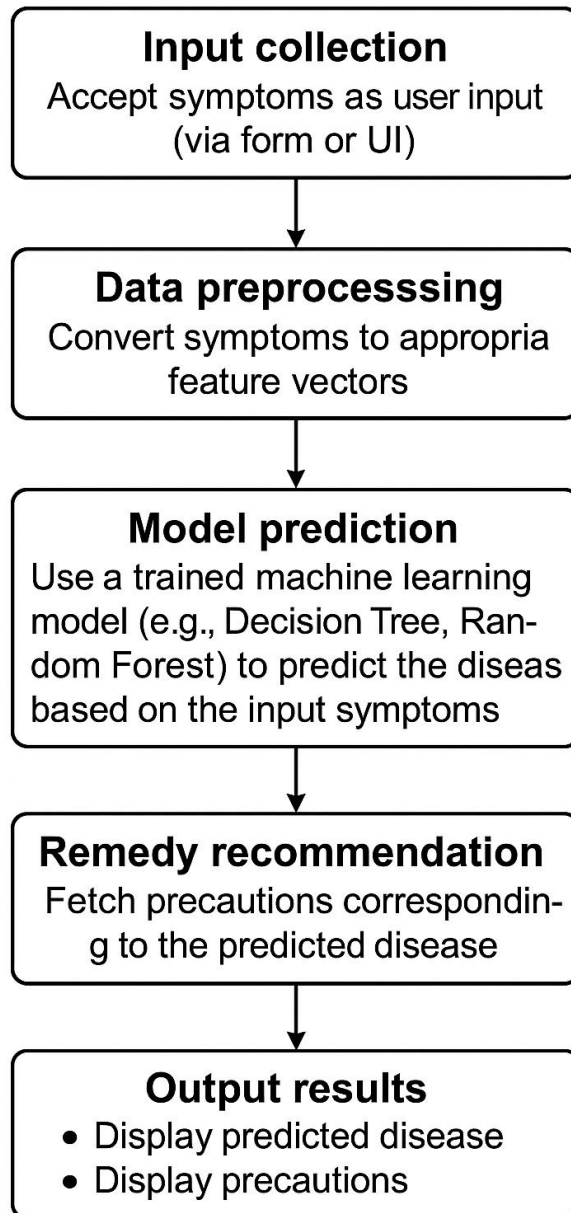 Input collection
Accept symptoms as user input
(via form or UI)
Data preprocesssing
Convert symptoms to appropria
feature vectors
Model prediction
Use a trained machine learning
model (e.g., Decision Tree, Ran-
dom Forest) to predict the diseas
based on the input symptoms
Remedy recommendation
Fetch precautions correspondin-
g to the predicted disease
Output results
• Display predicted disease
• Display precautions